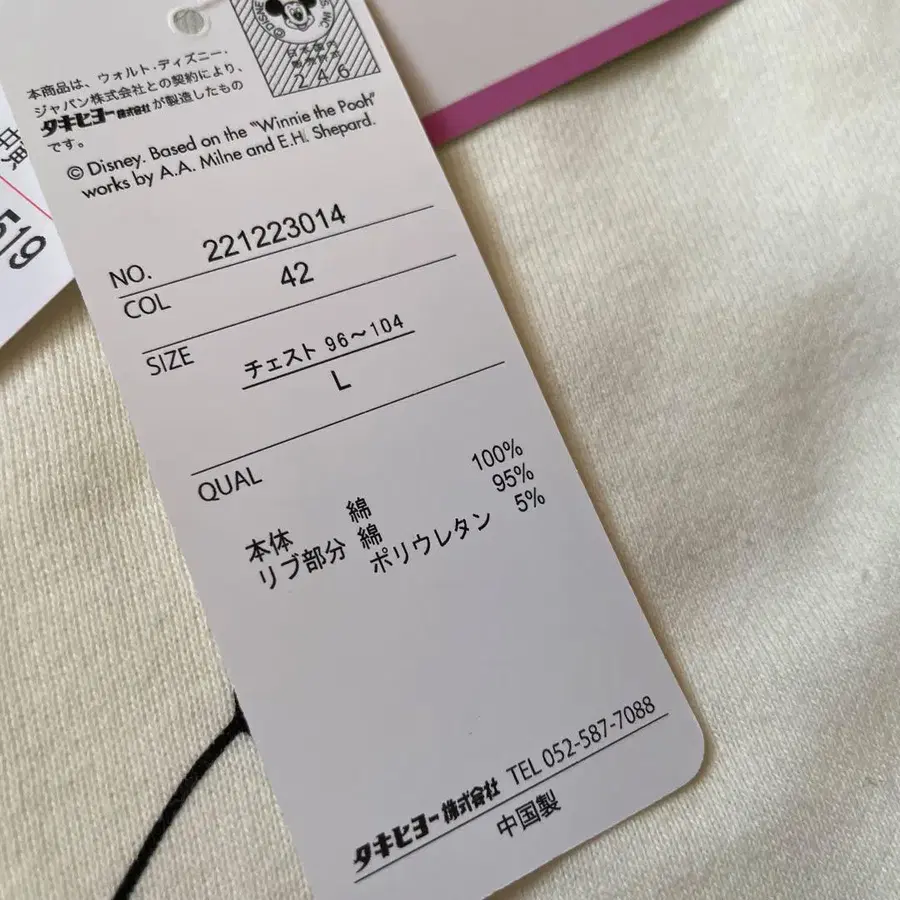 本商品は、ウォルト・ディズニー・
ジャパン株式会社との契約により、
タキヒヨー株式会社が製造したもの
です。
246
© Disney. Based on the "Winnie the Pooh"
works by A.A. Milne and E.H. Shepard.
NO. 221223014
COL 42
SIZE チェスト 96〜104
L
QUAL
本体 綿 100%
リブ部分 綿 95%
ポリウレタン 5%
タキヒヨー株式会社 TEL 052-587-7088
中国製
519